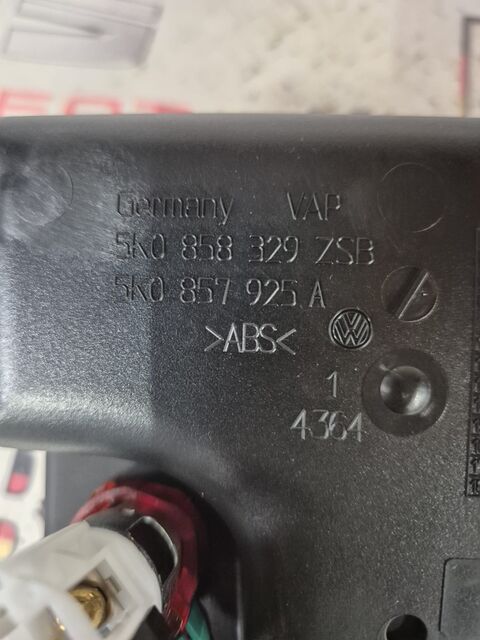 Germany VAP
5K0 858 329 ZSB
5K0 857 925 A
>ABS<
1
4364